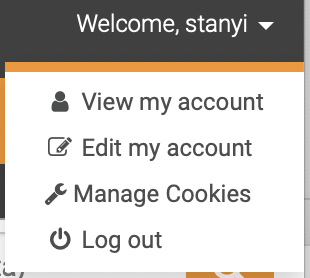 Welcome, stanyi
View my account
Edit my account
Manage Cookies
Log out